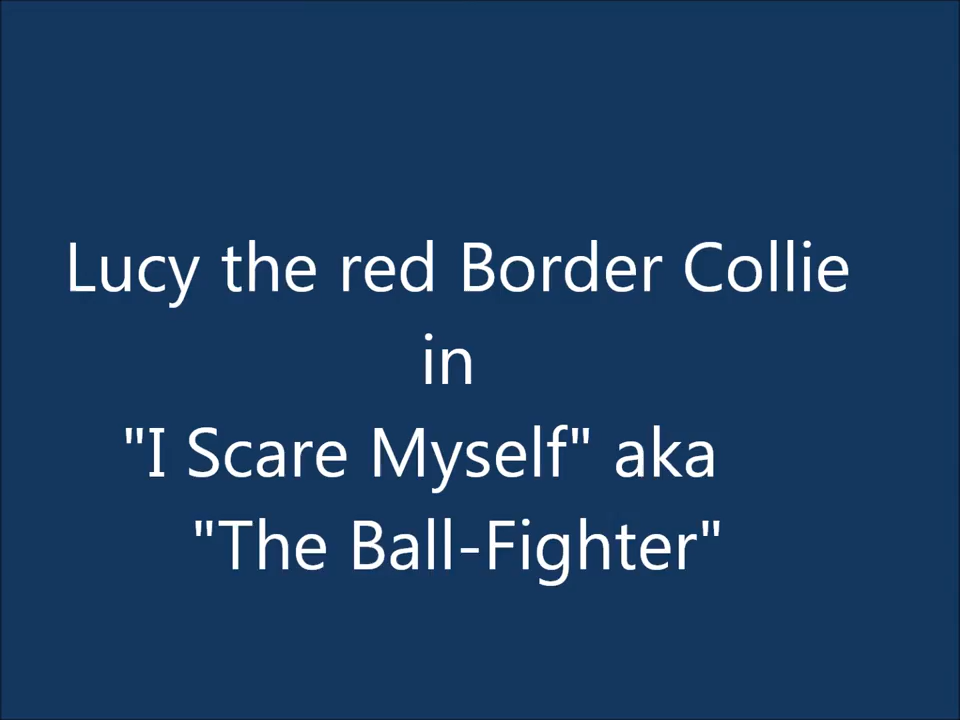 Lucy the red Border Collie
in
"I Scare Myself" aka
"The Ball-Fighter"